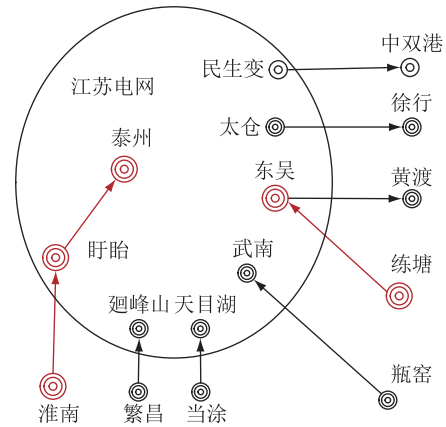 中双港
民生变
江苏电网
徐行
太仓
泰州
东吴
黄渡
盱眙
武南
练塘
廻峰山
天目湖
瓶窑
淮南
繁昌
当涂